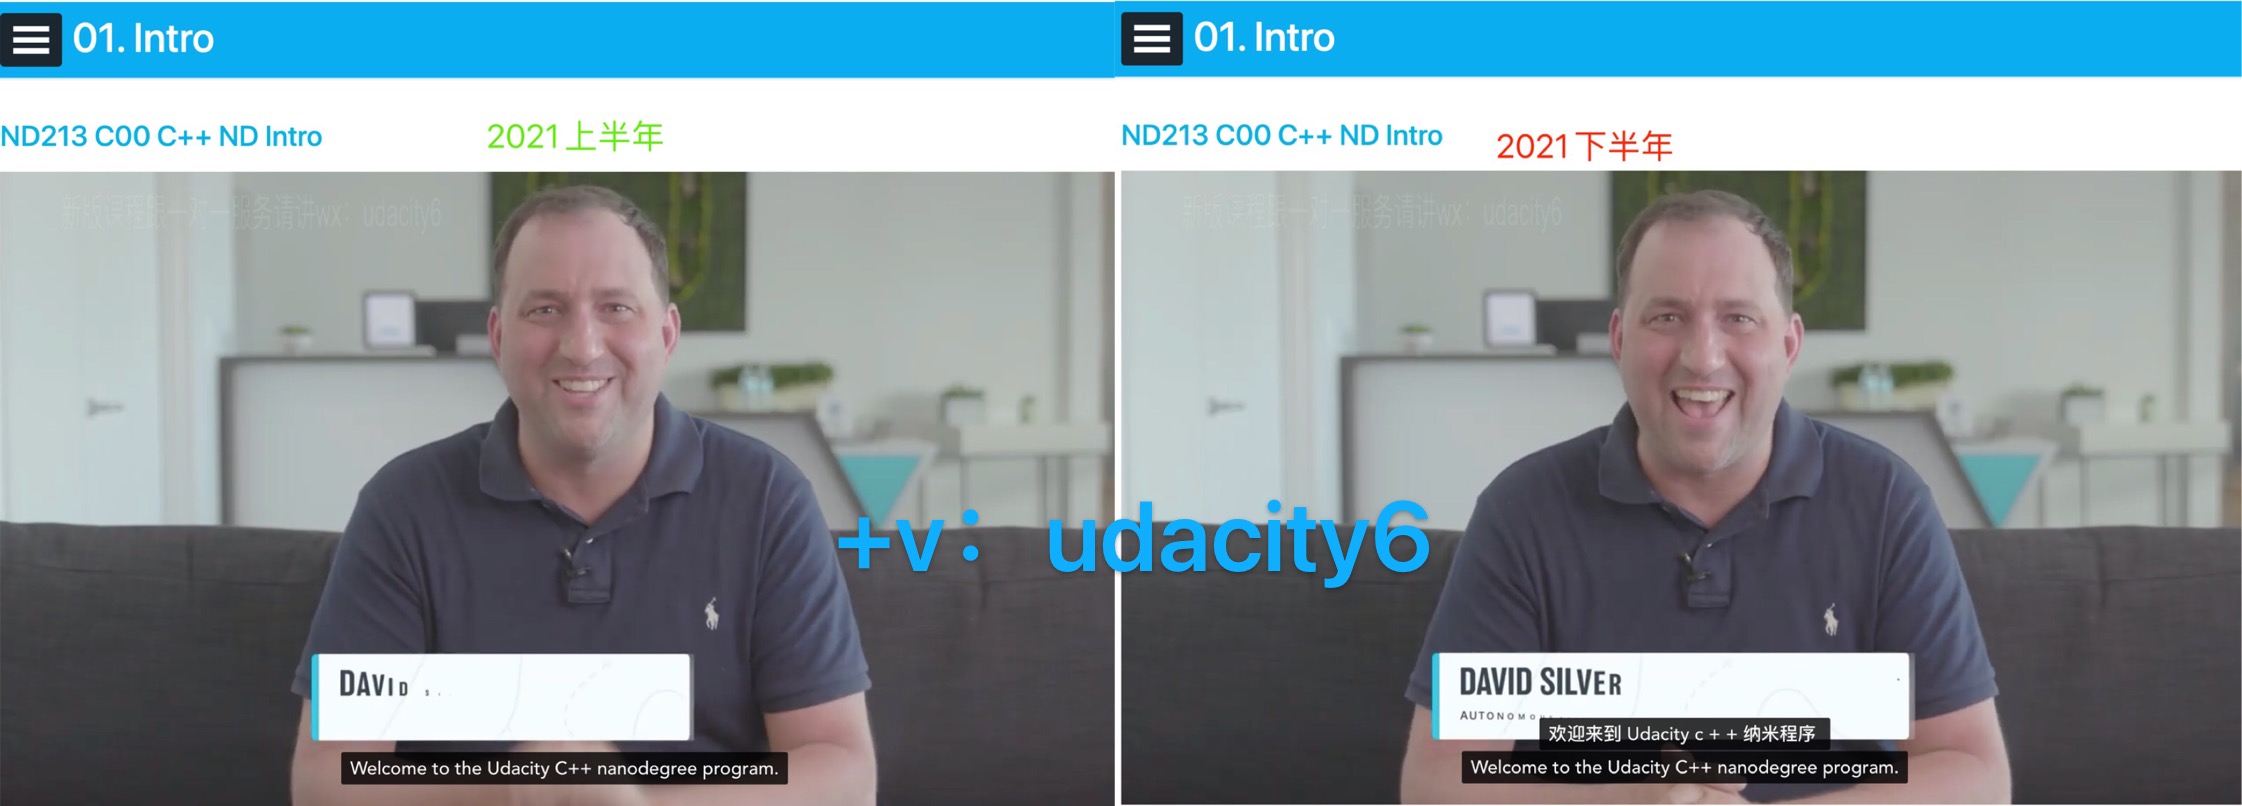 01. Intro
ND213 C00 C++ ND Intro
2021上半年
新版课程跟一对一服务请讲wx：udacity6
DAVID S
Welcome to the Udacity C++ nanodegree program.
01. Intro
ND213 C00 C++ ND Intro
2021下半年
新版课程跟一对一服务请讲wx：udacity6
DAVID SILVER
AUTONOMOU
欢迎来到 Udacity c + + 纳米程序
Welcome to the Udacity C++ nanodegree program.
+v：udacity6